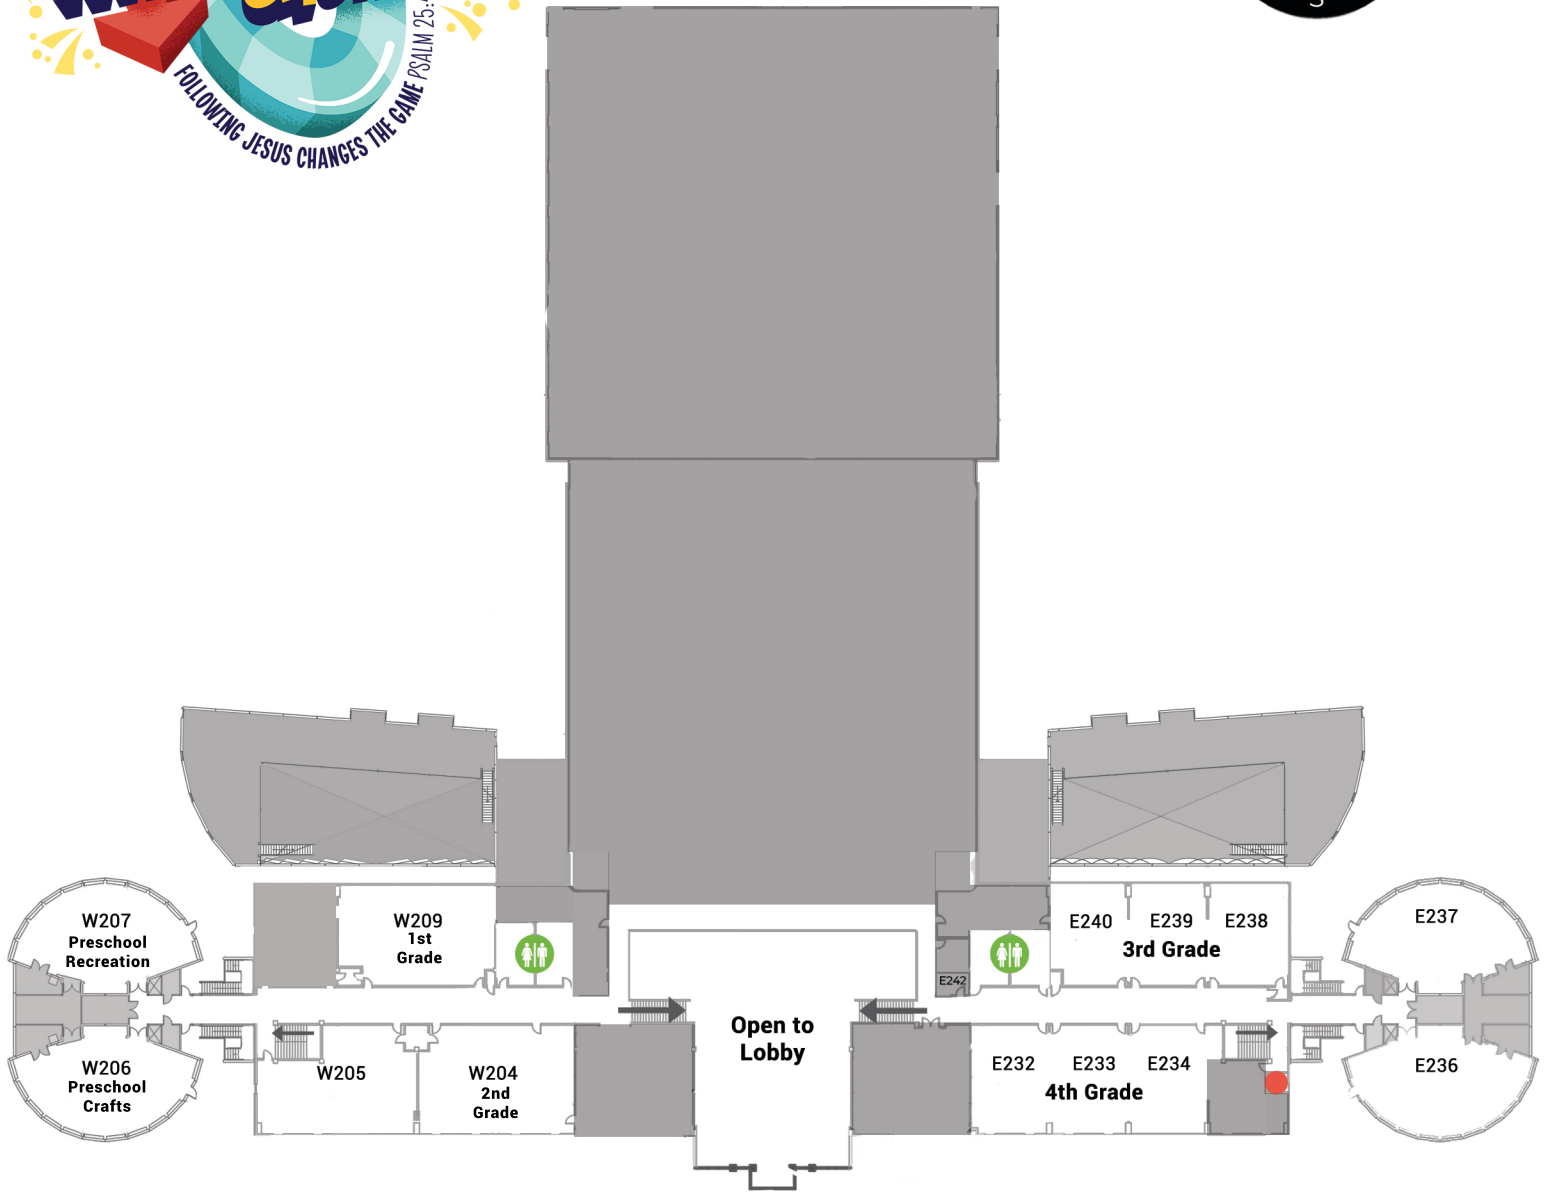 FOLLOWING JESUS CHANGES THE GAME PSALM 25:4
S
W207
Preschool
Recreation
W209
1st
Grade
E240
E239
E238
3rd Grade
E237
E242
Open to
Lobby
W206
Preschool
Crafts
W205
W204
2nd
Grade
E232
E233
E234
4th Grade
E236